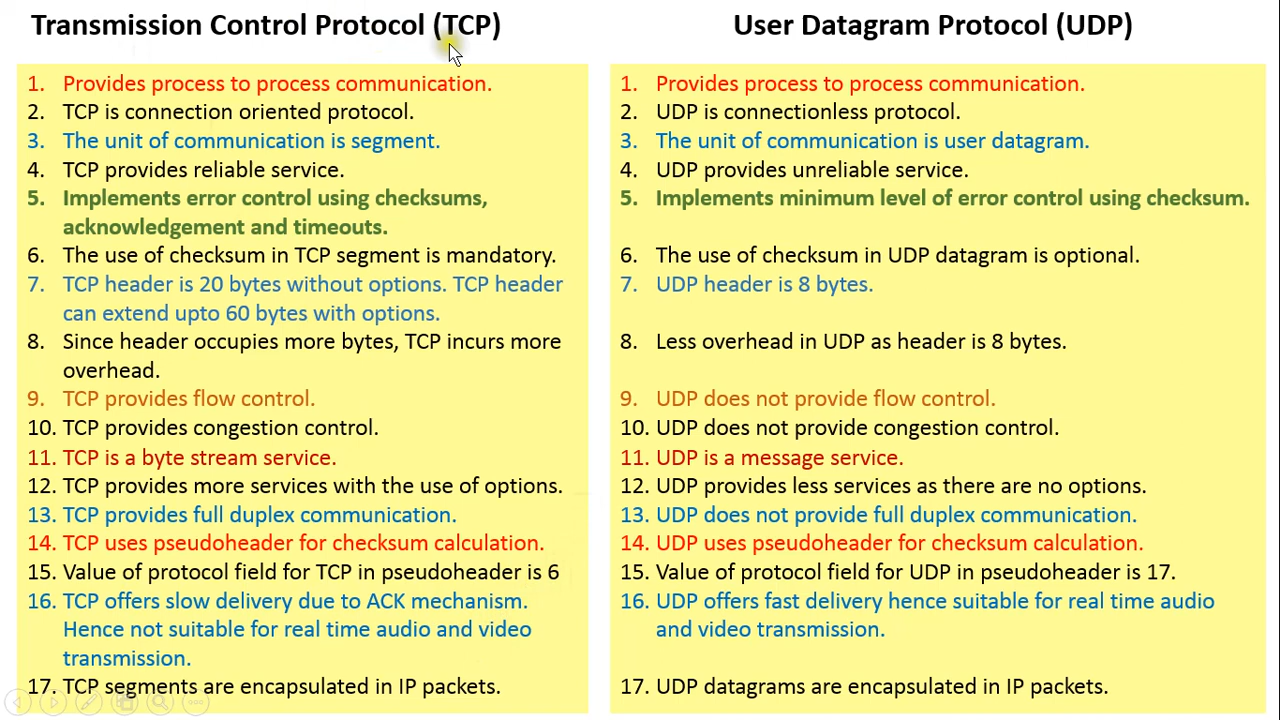 Transmission Control Protocol (TCP)
1. Provides process to process communication.
2. TCP is connection oriented protocol.
3. The unit of communication is segment.
4. TCP provides reliable service.
5. Implements error control using checksums,
acknowledgement and timeouts.
6. The use of checksum in TCP segment is mandatory.
7. TCP header is 20 bytes without options. TCP header
can extend upto 60 bytes with options.
8. Since header occupies more bytes, TCP incurs more
overhead.
9. TCP provides flow control.
10. TCP provides congestion control.
11. TCP is a byte stream service.
12. TCP provides more services with the use of options.
13. TCP provides full duplex communication.
14. TCP uses pseudoheader for checksum calculation.
15. Value of protocol field for TCP in pseudoheader is 6
16. TCP offers slow delivery due to ACK mechanism.
Hence not suitable for real time audio and video
transmission.
17. TCP segments are encapsulated in IP packets.
User Datagram Protocol (UDP)
1. Provides process to process communication.
2. UDP is connectionless protocol.
3. The unit of communication is user datagram.
4. UDP provides unreliable service.
5. Implements minimum level of error control using checksum.
6. The use of checksum in UDP datagram is optional.
7. UDP header is 8 bytes.
8. Less overhead in UDP as header is 8 bytes.
9. UDP does not provide flow control.
10. UDP does not provide congestion control.
11. UDP is a message service.
12. UDP provides less services as there are no options.
13. UDP does not provide full duplex communication.
14. UDP uses pseudoheader for checksum calculation.
15. Value of protocol field for UDP in pseudoheader is 17.
16. UDP offers fast delivery hence suitable for real time audio
and video transmission.
17. UDP datagrams are encapsulated in IP packets.